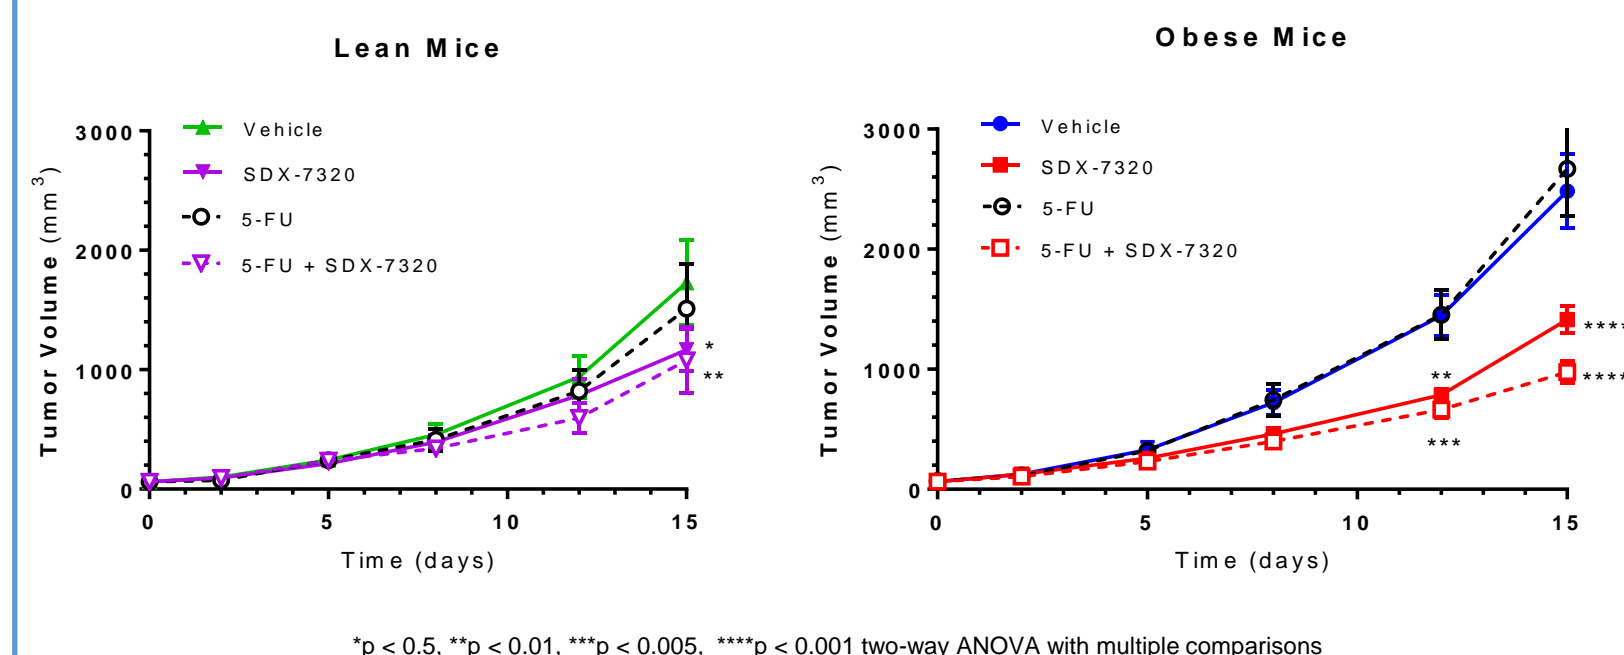 Lean Mice
Tumor Volume (mm3)
3000
2000
1000
0
Vehicle
SDX-7320
5-FU
5-FU + SDX-7320
*
**
0 5 10 15
Time (days)
Obese Mice
Tumor Volume (mm3)
3000
2000
1000
0
Vehicle
SDX-7320
5-FU
5-FU + SDX-7320
**
***
****
****
0 5 10 15
Time (days)
*p < 0.5, **p < 0.01, ***p < 0.005, ****p < 0.001 two-way ANOVA with multiple comparisons